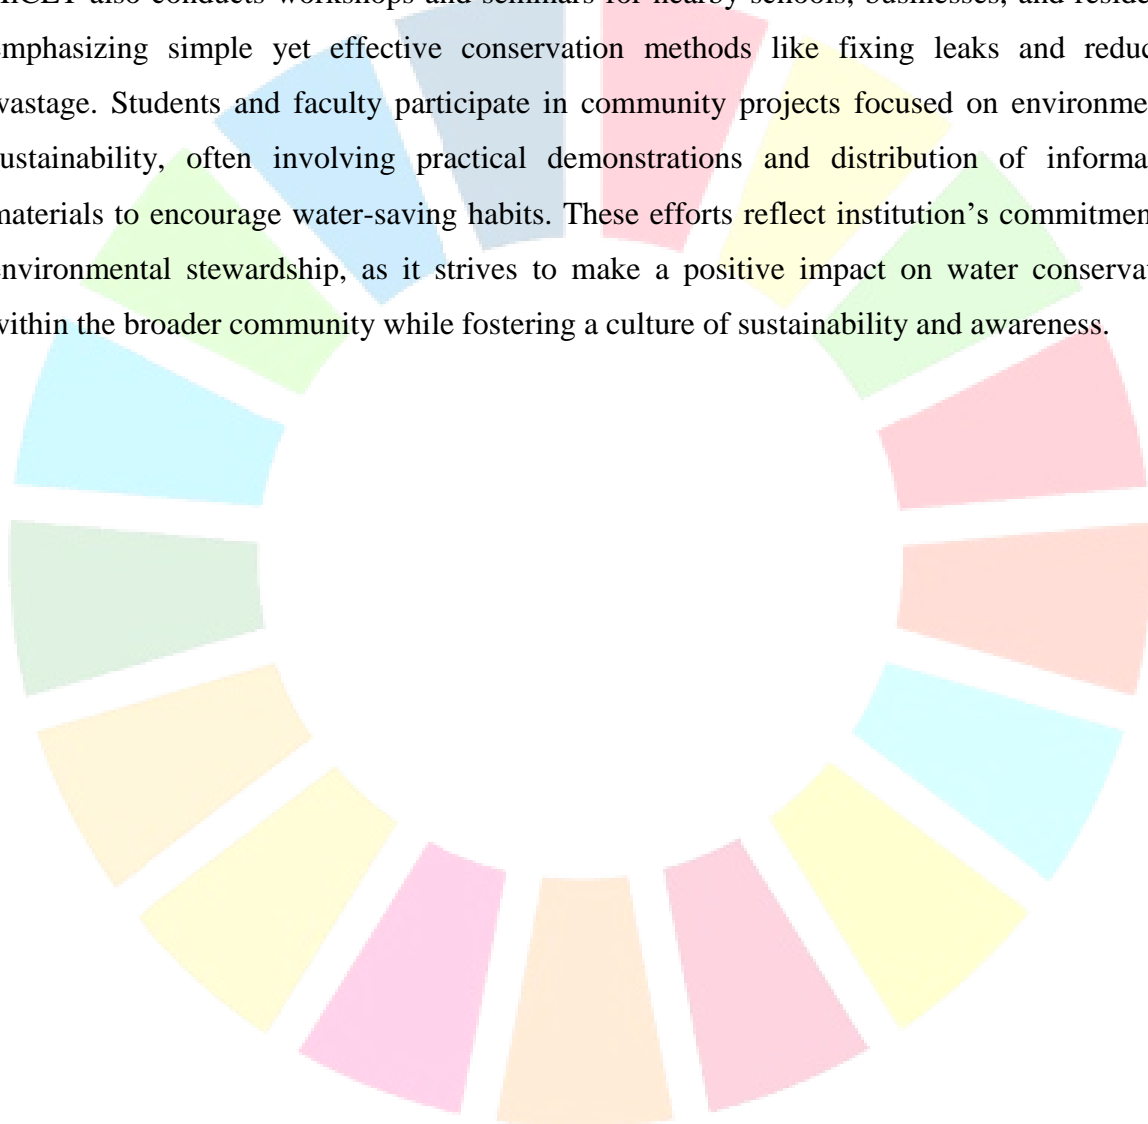 also conducts workshops and seminars for nearby schools, businesses, and reside
mphasizing simple yet effective conservation methods like fixing leaks and reduc
wastage. Students and faculty participate in community projects focused on environme
ustainability, often involving practical demonstrations and distribution of informa
materials to encourage water-saving habits. These efforts reflect institution’s commitmen
nvironmental stewardship, as it strives to make a positive impact on water conserva
within the broader community while fostering a culture of sustainability and awareness.